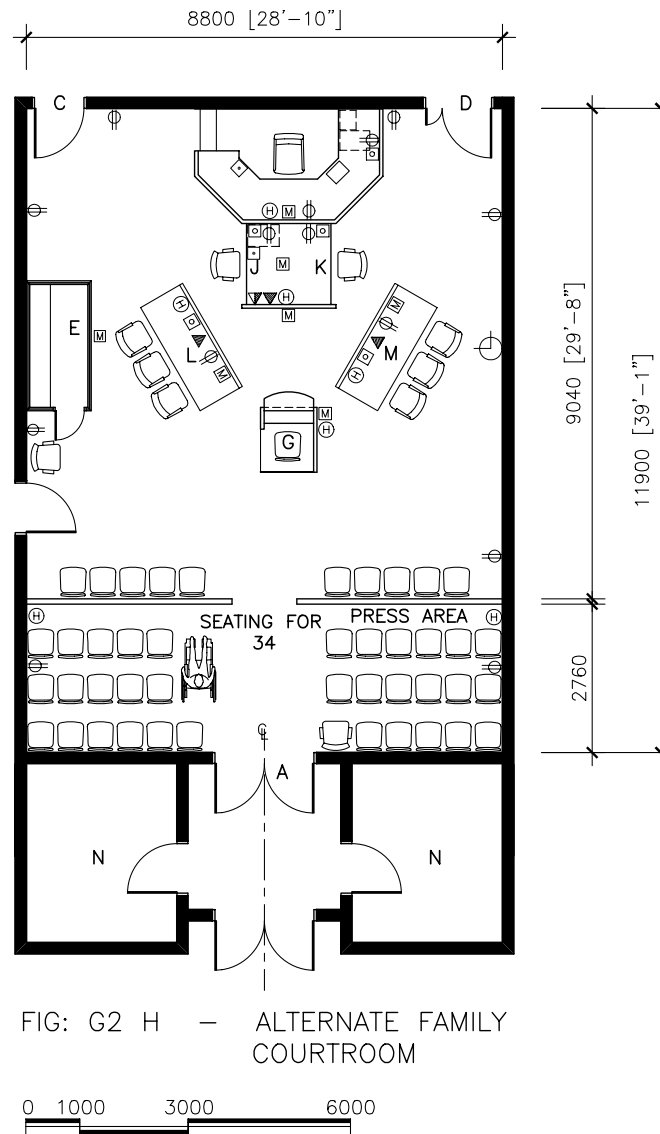 8800 [28'-10"]
C
D
H M
J M K
H
M
E
M
H
M
L
M
M
H
M
G
M
H
9040 [29'-8"]
11900 [39'-1"]
H
SEATING FOR
34
PRESS AREA
H
2760
℄
A
N
N
FIG: G2 H – ALTERNATE FAMILY
COURTROOM
0 1000 3000 6000